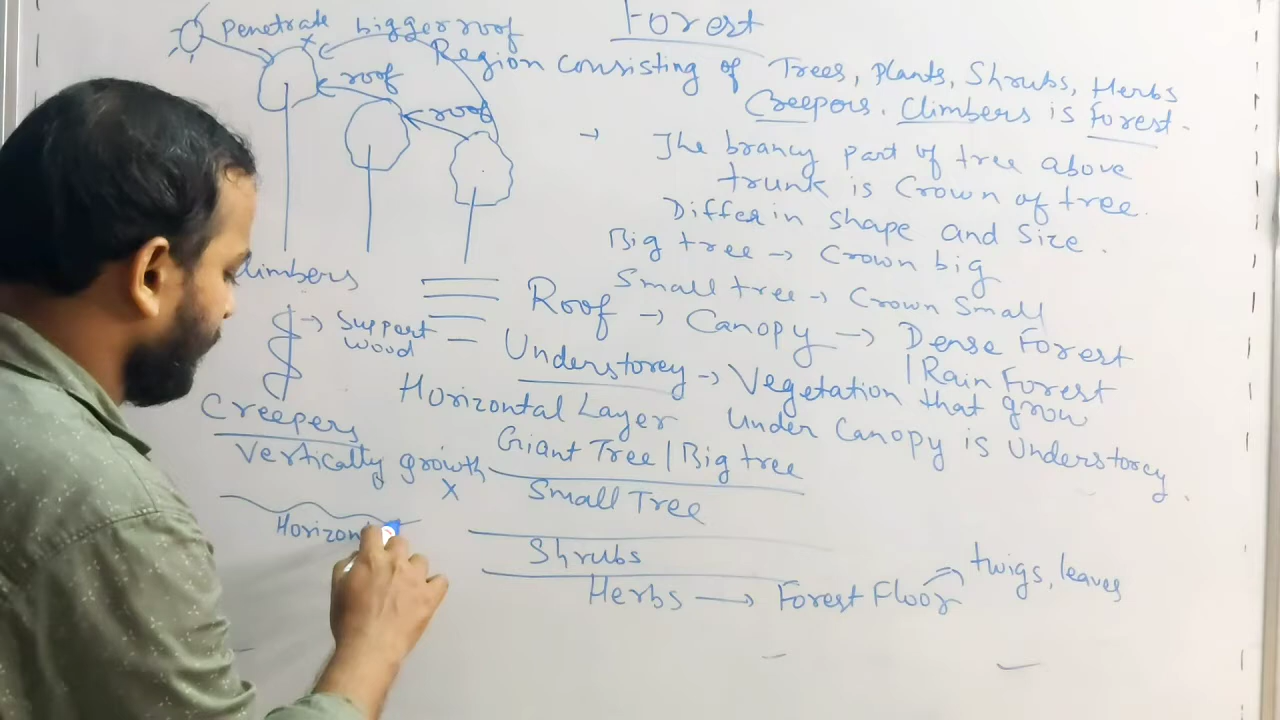 Forest
penetrate bigger roof
Region consisting of Trees, Plants, Shrubs, Herbs
Creepers. Climbers is Forest.
roof
roof
→ The brancy part of tree above
trunk is Crown of tree.
Differ in shape and Size.
Big tree → Crown big
Small tree → Crown Small
Climbers
→ Support
wood
Roof → Canopy → Dense Forest
| Rain Forest
Understorey → Vegetation that grow
Under Canopy is Understorey.
Horizontal Layer
Creepers
Vertically growth
X
Horizont
Giant Tree | Big tree
Small Tree
Shrubs
Herbs → Forest Floor → twigs, leaves